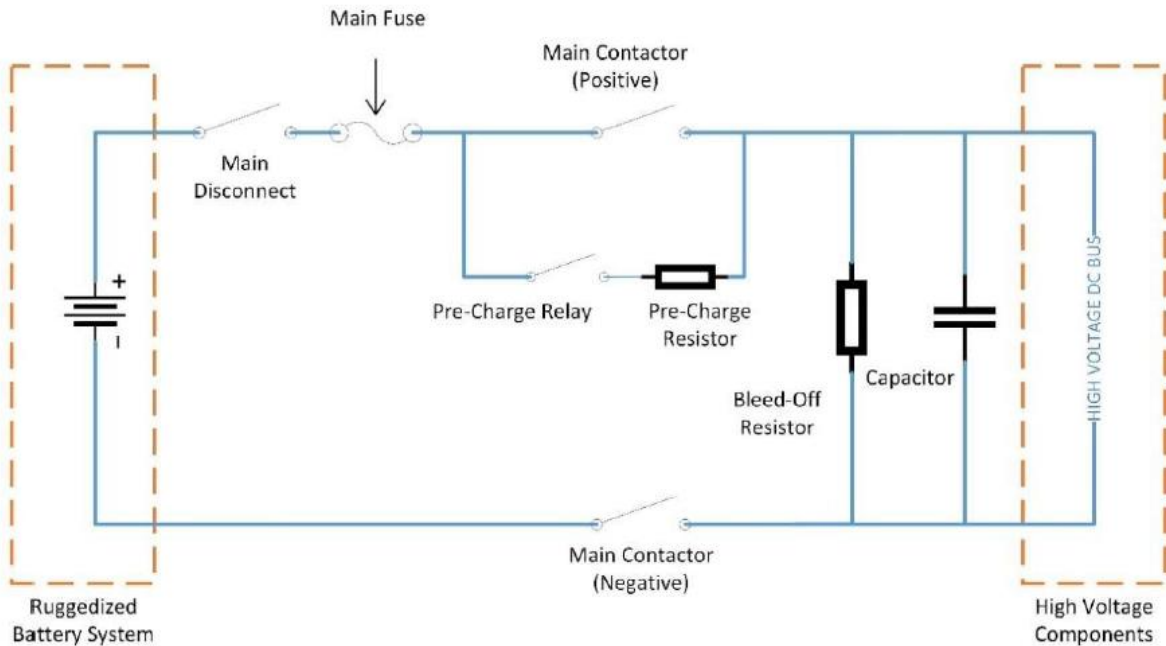 Main Fuse
Main Contactor
(Positive)
Main
Disconnect
+
Pre-Charge Relay
Pre-Charge
Resistor
−
Bleed-Off
Resistor
Capacitor
HIGH VOLTAGE DC BUS
Main Contactor
(Negative)
Ruggedized
Battery System
High Voltage
Components